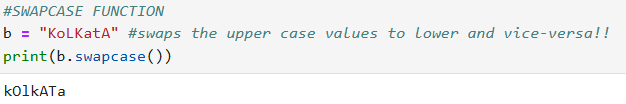 #SWAPCASE FUNCTION
b = "KoLKatA" #swaps the upper case values to lower and vice-versa!!
print(b.swapcase())
kOlkATa